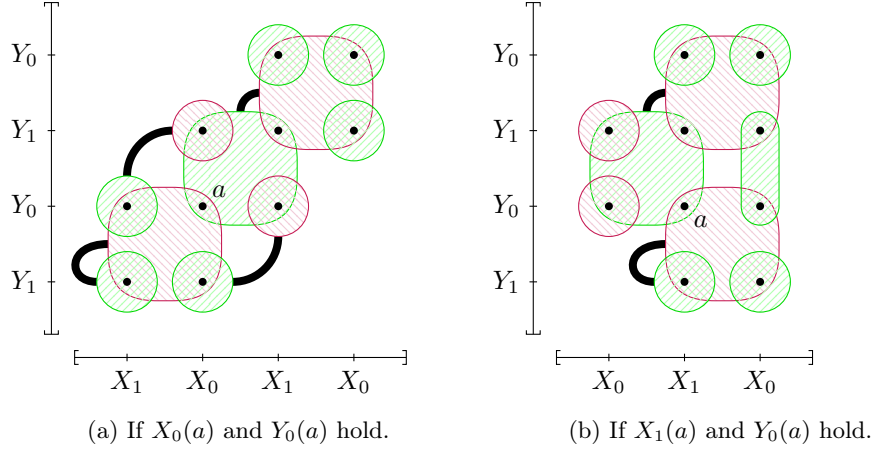 Y₀ Y₀
Y₁ Y₁
a
Y₀ Y₀
a
Y₁ Y₁
X₁ X₀ X₁ X₀ X₀ X₁ X₀
(a) If X₀(a) and Y₀(a) hold. (b) If X₁(a) and Y₀(a) hold.